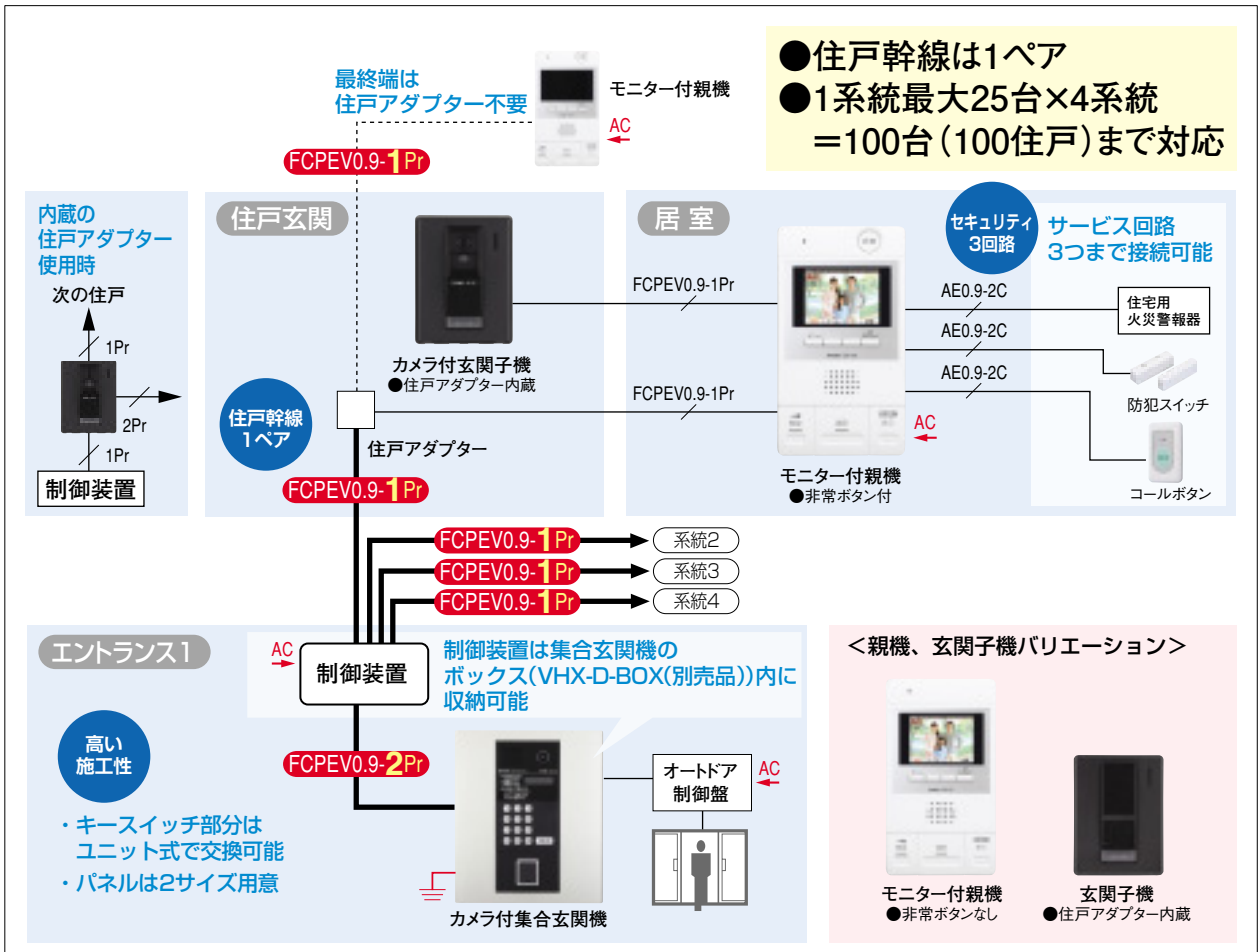 ●住戸幹線は1ペア
●1系統最大25台×4系統
＝100台（100住戸）まで対応
最終端は
住戸アダプター不要
モニター付親機
AC
FCPEV0.9-1Pr
内蔵の
住戸アダプター
使用時
次の住戸
1Pr
2Pr
1Pr
制御装置
住戸玄関
カメラ付玄関子機
●住戸アダプター内蔵
住戸幹線
1ペア
住戸アダプター
FCPEV0.9-1Pr
居室
FCPEV0.9-1Pr
FCPEV0.9-1Pr
モニター付親機
●非常ボタン付
AC
セキュリティ
3回路
サービス回路
3つまで接続可能
AE0.9-2C
AE0.9-2C
AE0.9-2C
住宅用
火災警報器
防犯スイッチ
コールボタン
FCPEV0.9-1Pr
系統2
FCPEV0.9-1Pr
系統3
FCPEV0.9-1Pr
系統4
エントランス1
AC
制御装置
制御装置は集合玄関機の
ボックス（VHX-D-BOX（別売品））内に
収納可能
高い
施工性
FCPEV0.9-2Pr
・キースイッチ部分は
ユニット式で交換可能
・パネルは2サイズ用意
カメラ付集合玄関機
オートドア
制御盤
AC
＜親機、玄関子機バリエーション＞
モニター付親機
●非常ボタンなし
玄関子機
●住戸アダプター内蔵